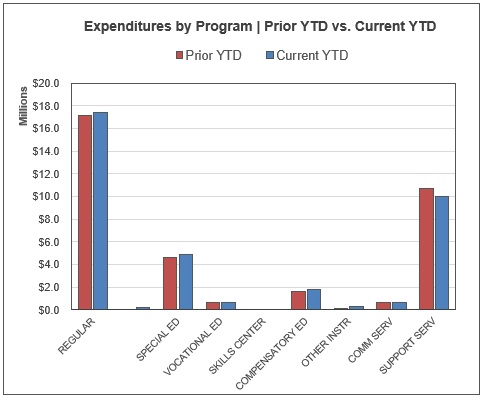 Expenditures by Program | Prior YTD vs. Current YTD
Prior YTD Current YTD
Millions
$20.0
$18.0
$16.0
$14.0
$12.0
$10.0
$8.0
$6.0
$4.0
$2.0
$0.0
REGULAR
SPECIAL ED
VOCATIONAL ED
SKILLS CENTER
COMPENSATORY ED
OTHER INSTR
COMM SERV
SUPPORT SERV